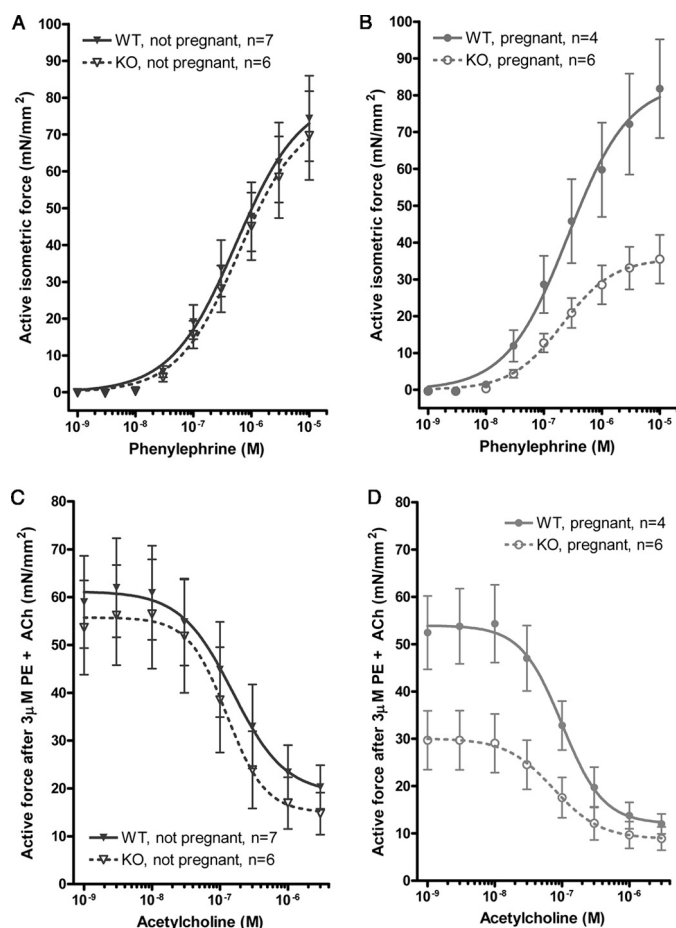 A
WT, not pregnant, n=7
KO, not pregnant, n=6
Active isometric force (mN/mm²)
100
90
80
70
60
50
40
30
20
10
0
10⁻⁹ 10⁻⁸ 10⁻⁷ 10⁻⁶ 10⁻⁵
Phenylephrine (M)
B
WT, pregnant, n=4
KO, pregnant, n=6
Active isometric force (mN/mm²)
100
90
80
70
60
50
40
30
20
10
0
10⁻⁹ 10⁻⁸ 10⁻⁷ 10⁻⁶ 10⁻⁵
Phenylephrine (M)
C
Active force after 3µM PE + ACh (mN/mm²)
80
70
60
50
40
30
20
10
0
WT, not pregnant, n=7
KO, not pregnant, n=6
10⁻⁹ 10⁻⁸ 10⁻⁷ 10⁻⁶
Acetylcholine (M)
D
WT, pregnant, n=4
KO, pregnant, n=6
Active force after 3µM PE + ACh (mN/mm²)
80
70
60
50
40
30
20
10
0
10⁻⁹ 10⁻⁸ 10⁻⁷ 10⁻⁶
Acetylcholine (M)